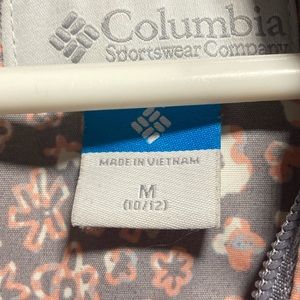 Columbia
Sportswear Company
MADE IN VIETNAM
M
(10/12)